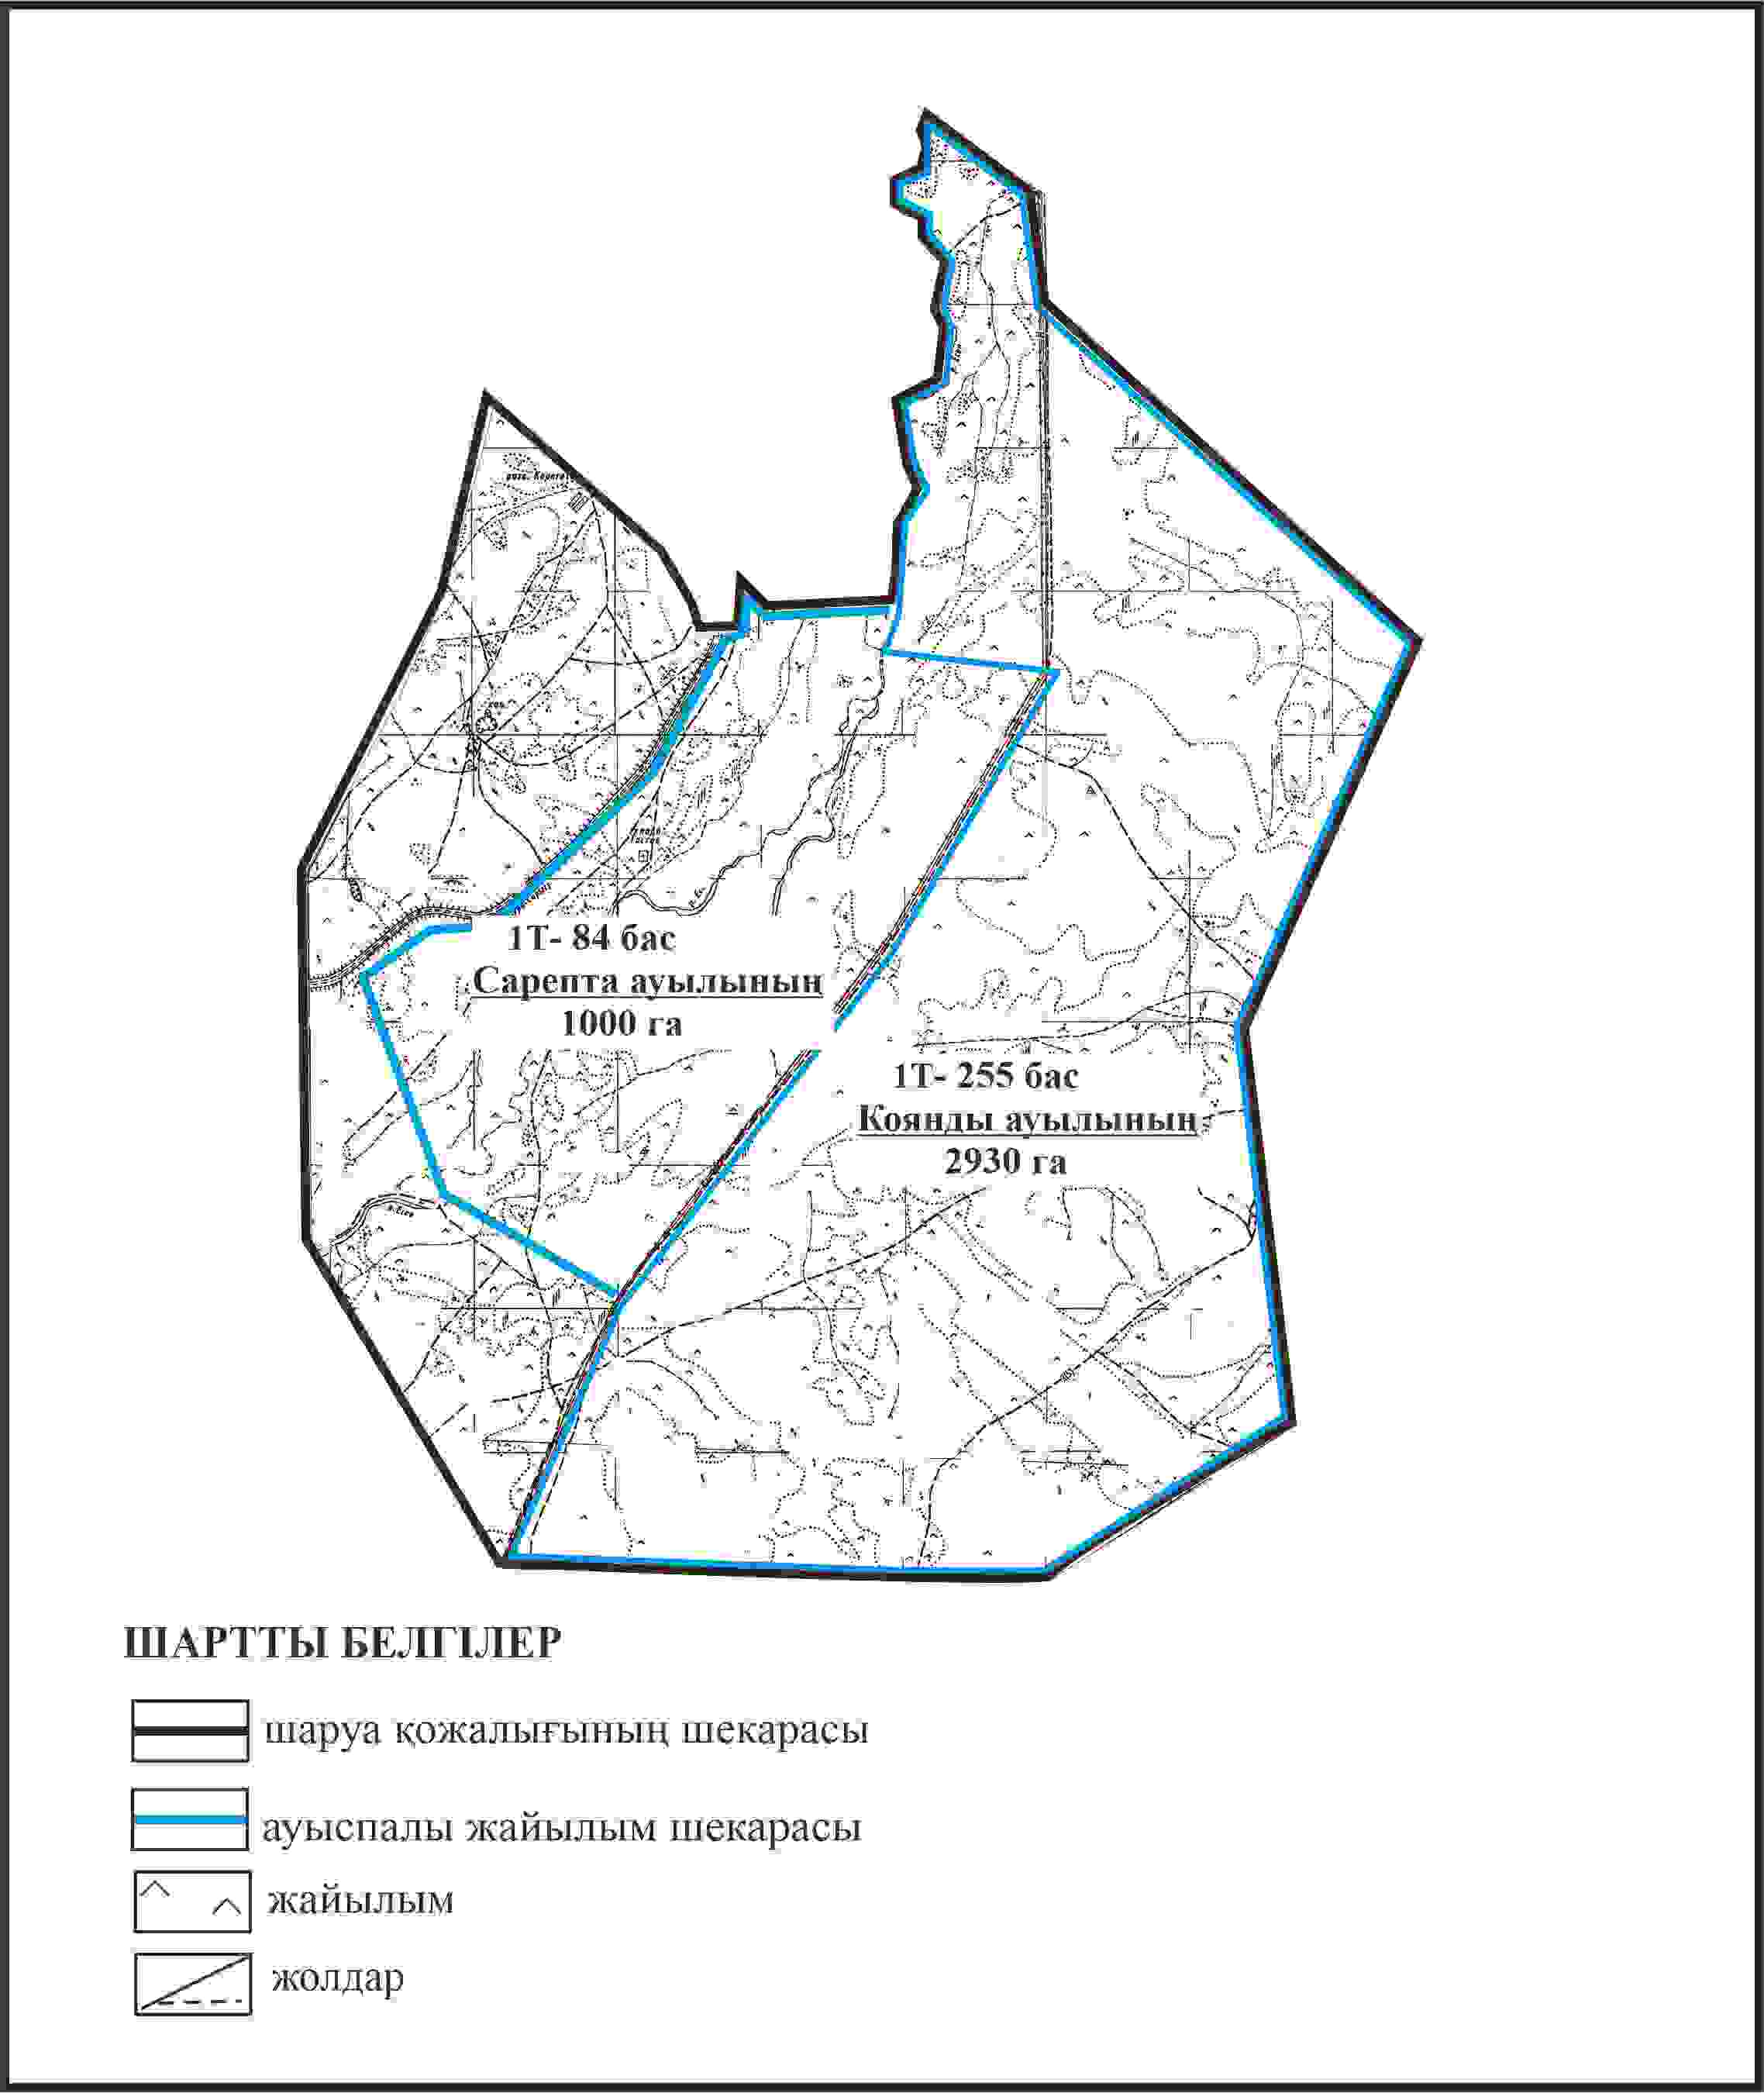 1Т- 84 бас
Сарепта ауылының
1000 га
1Т- 255 бас
Коянды ауылының
2930 га
ШАРТТЫ БЕЛГІЛЕР
шаруа қожалығының шекарасы
ауыспалы жайылым шекарасы
жайылым
жолдар